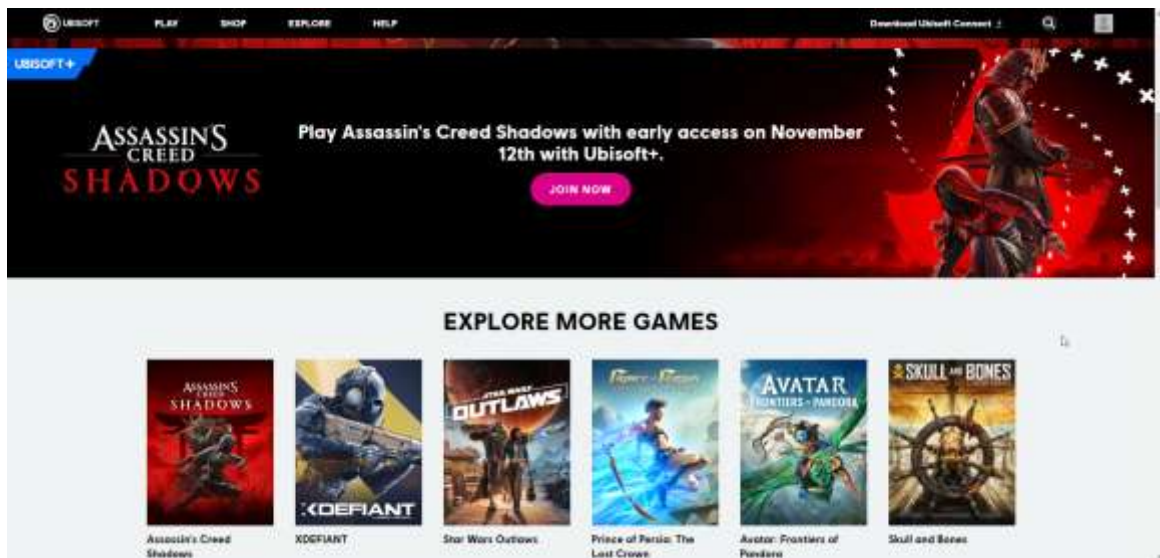 UBISOFT PLAY SHOP EXPLORE HELP Download Ubisoft Connect
UBISOFT+
ASSASSIN'S
CREED
SHADOWS
Play Assassin's Creed Shadows with early access on November
12th with Ubisoft+.
JOIN NOW
EXPLORE MORE GAMES
ASSASSIN'S
CREED
SHADOWS
XDEFIANT
STAR WARS
OUTLAWS
Prince of Persia
AVATAR
FRONTIERS OF PANDORA
SKULL AND BONES
Assassin's Creed
Shadows
XDEFIANT
Star Wars Outlaws
Prince of Persia: The
Lost Crown
Avatar: Frontiers of
Pandora
Skull and Bones